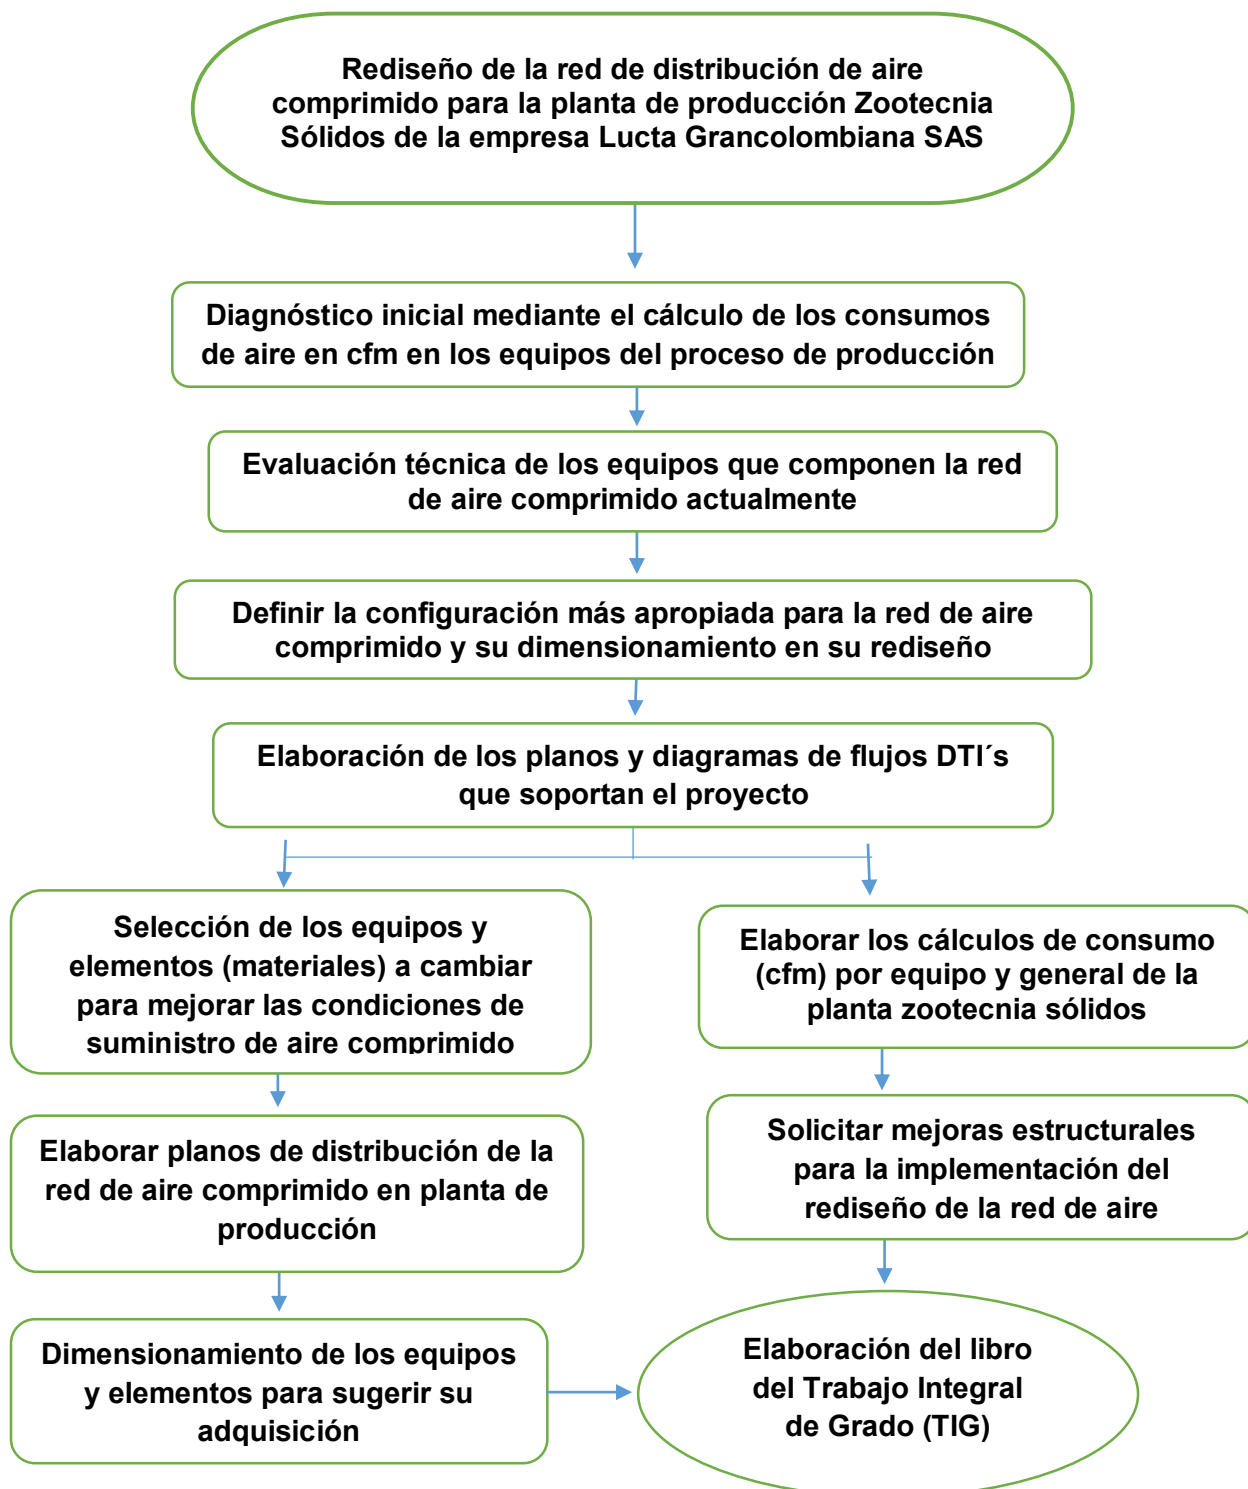 Rediseño de la red de distribución de aire
comprimido para la planta de producción Zootecnia
Sólidos de la empresa Lucta Grancolombiana SAS
Diagnóstico inicial mediante el cálculo de los consumos
de aire en cfm en los equipos del proceso de producción
Evaluación técnica de los equipos que componen la red
de aire comprimido actualmente
Definir la configuración más apropiada para la red de aire
comprimido y su dimensionamiento en su rediseño
Elaboración de los planos y diagramas de flujos DTI´s
que soportan el proyecto
Selección de los equipos y
elementos (materiales) a cambiar
para mejorar las condiciones de
suministro de aire comprimido
Elaborar planos de distribución de la
red de aire comprimido en planta de
producción
Dimensionamiento de los equipos
y elementos para sugerir su
adquisición
Elaborar los cálculos de consumo
(cfm) por equipo y general de la
planta zootecnia sólidos
Solicitar mejoras estructurales
para la implementación del
rediseño de la red de aire
Elaboración del libro
del Trabajo Integral
de Grado (TIG)